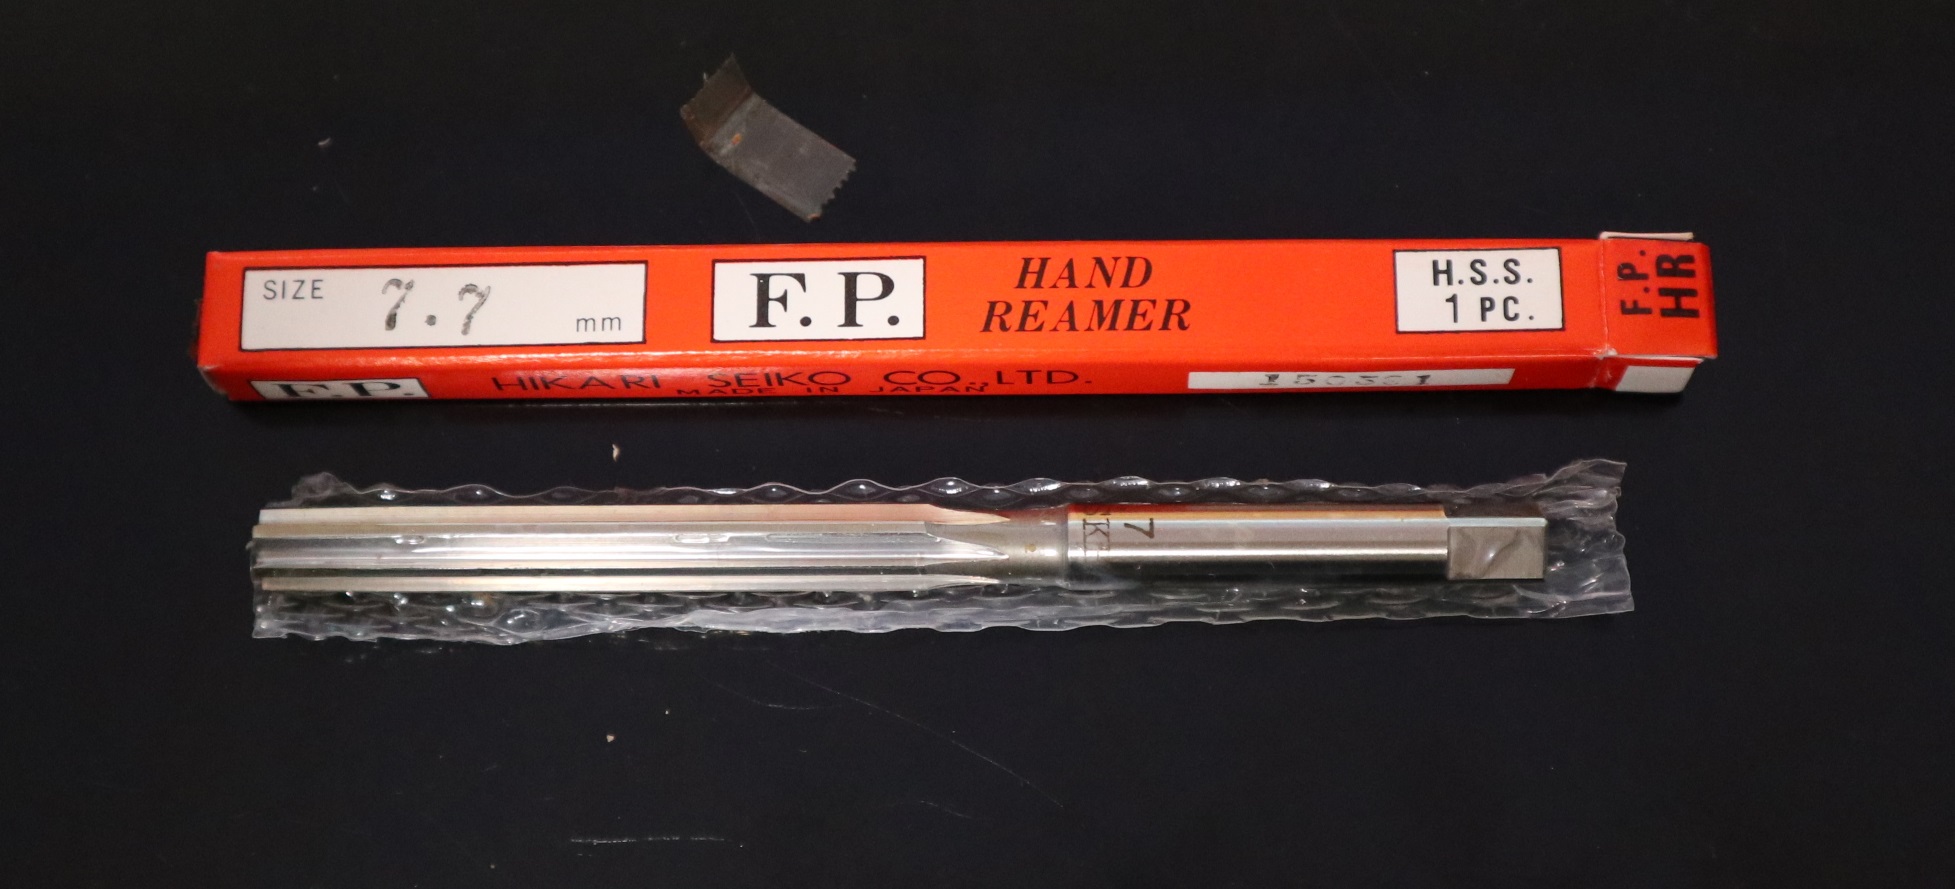 SIZE 7.7 mm
F.P.
HAND
REAMER
H.S.S.
1 PC.
F.P.
HR
F.P.
HIKARI SEIKO CO.,LTD.
MADE IN JAPAN
7